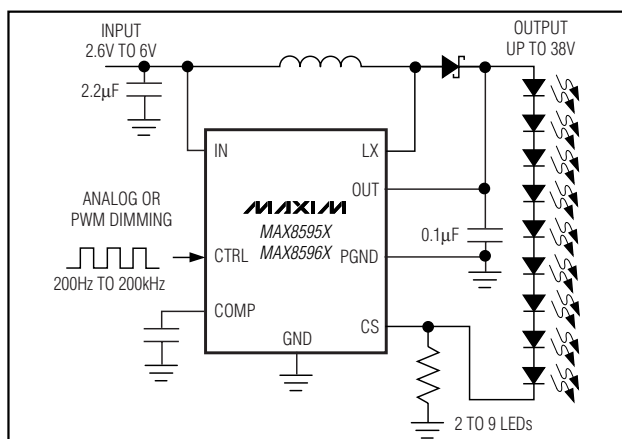 INPUT
2.6V TO 6V
OUTPUT
UP TO 38V
2.2µF
IN
LX
OUT
ANALOG OR
PWM DIMMING
MAXIM
MAX8595X
MAX8596X
0.1µF
CTRL
PGND
200Hz TO 200kHz
COMP
CS
GND
2 TO 9 LEDs